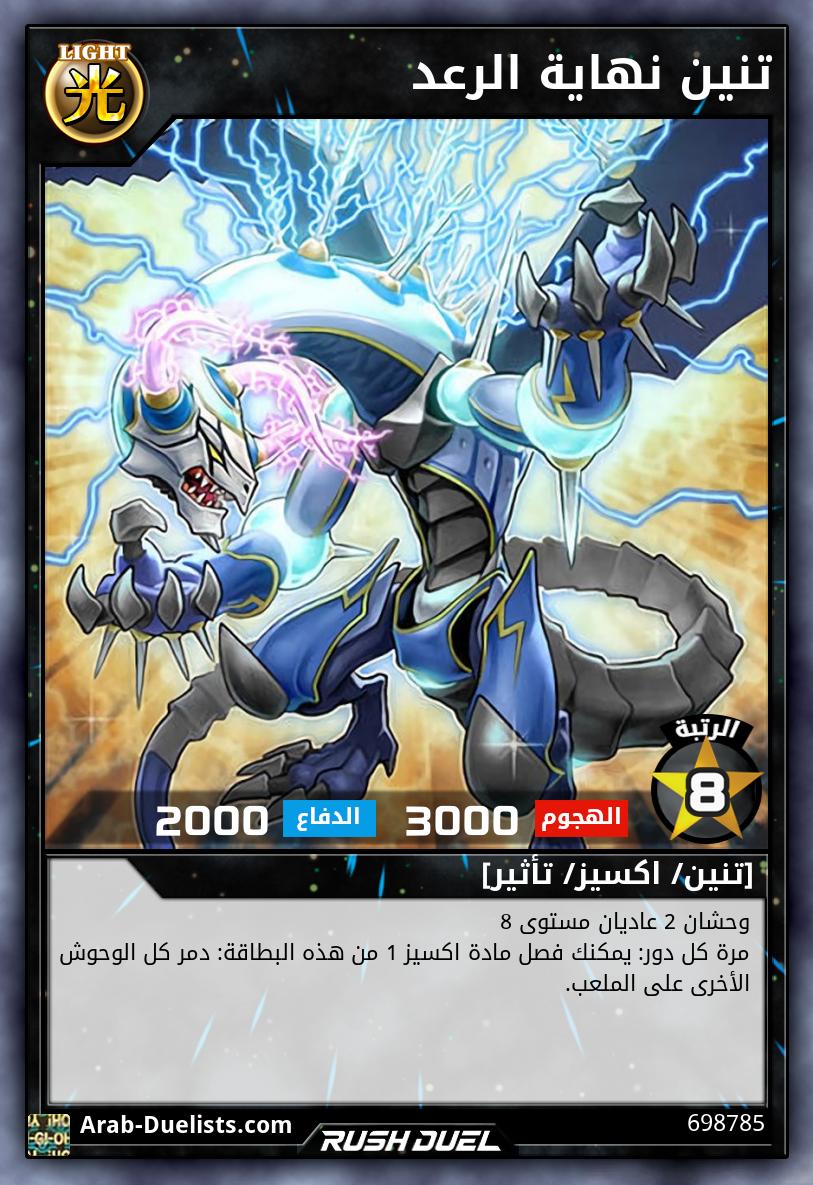 LIGHT
光
تنين نهاية الرعد
الرتبة
8
الهجوم 3000 الدفاع 2000
[تنين/ اكسيز/ تأثير]
وحشان 2 عاديان مستوى 8
مرة كل دور: يمكنك فصل مادة اكسيز 1 من هذه البطاقة: دمر كل الوحوش
الأخرى على الملعب.
Arab-Duelists.com
RUSH DUEL
698785